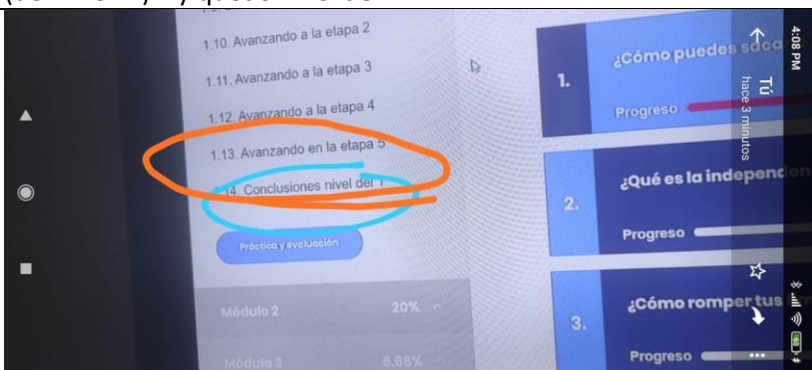 1.10. Avanzando a la etapa 2
1.11. Avanzando a la etapa 3
1.12. Avanzando a la etapa 4
1.13. Avanzando en la etapa 5
Conclusiones nivel del 1
Práctica y evaluación
Módulo 2 20%
Módulo 3 6.66%
1. ¿Cómo puedes saca
Progreso
2. ¿Qué es la independen
Progreso
3. ¿Cómo romper tus
Progreso
Tú
hace 3 minutos
4:08 PM